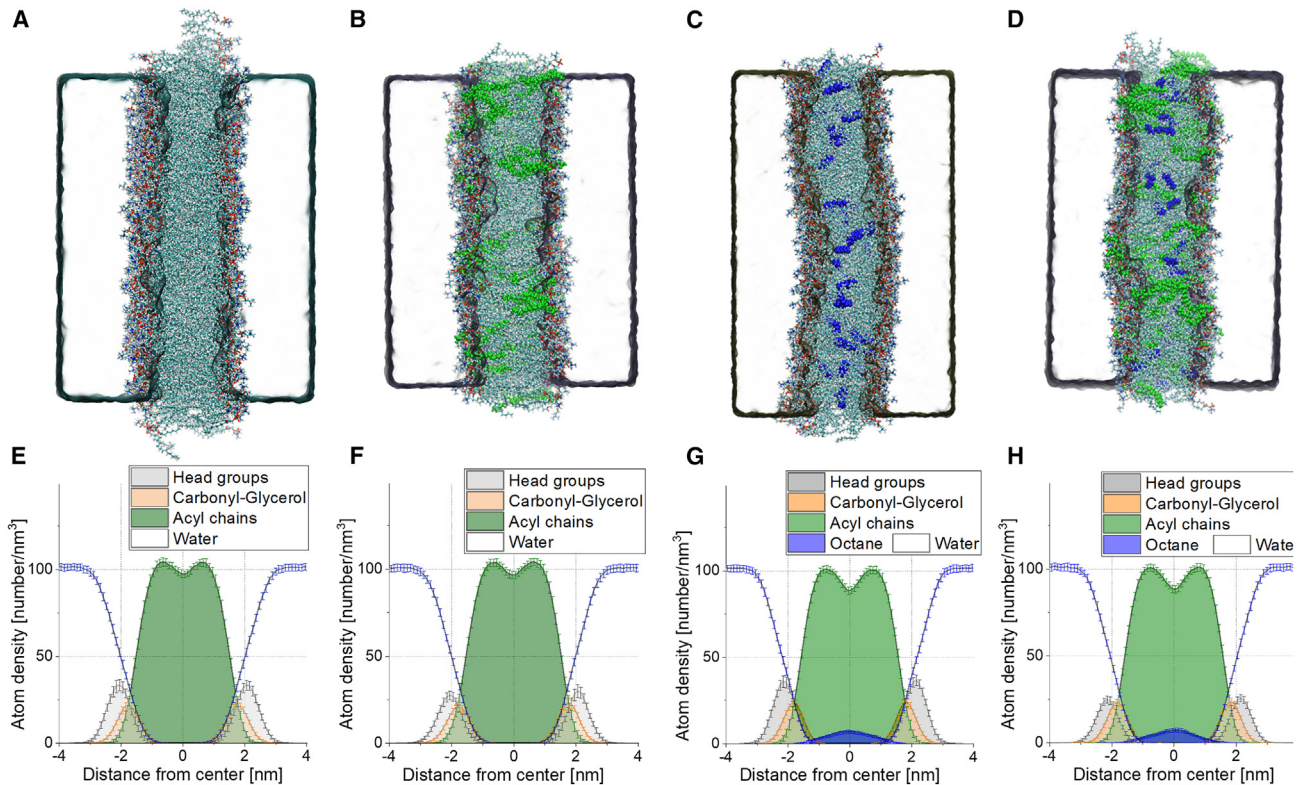 A
B
C
D
E
Head groups
Carbonyl-Glycerol
Acyl chains
Water
Atom density [number/nm³]
100
50
0
-4 -2 0 2 4
Distance from center [nm]
F
Head groups
Carbonyl-Glycerol
Acyl chains
Water
Atom density [number/nm³]
100
50
0
-4 -2 0 2 4
Distance from center [nm]
G
Head groups
Carbonyl-Glycerol
Acyl chains
Octane Water
Atom density [number/nm³]
100
50
0
-4 -2 0 2 4
Distance from center [nm]
H
Head groups
Carbonyl-Glycerol
Acyl chains
Octane Wate
Atom density [number/nm³]
100
50
0
-4 -2 0 2
Distance from center [nm]